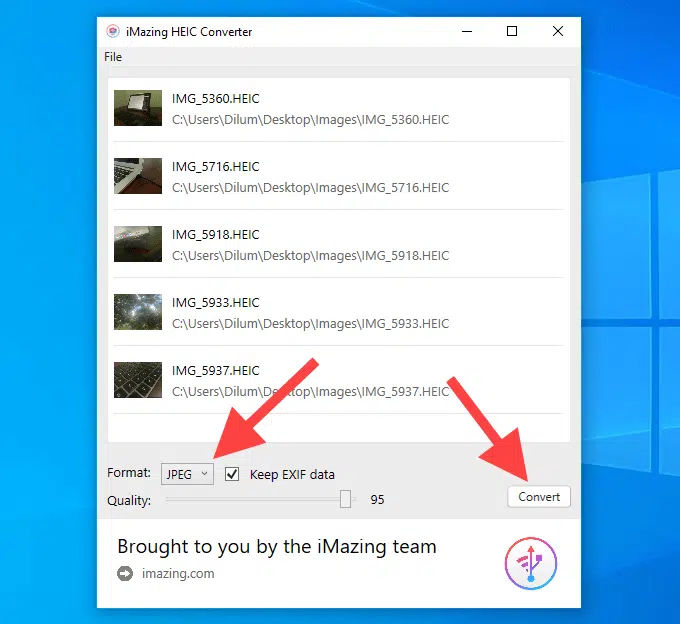 iMazing HEIC Converter
File
IMG_5360.HEIC
C:\Users\Dilum\Desktop\Images\IMG_5360.HEIC
IMG_5716.HEIC
C:\Users\Dilum\Desktop\Images\IMG_5716.HEIC
IMG_5918.HEIC
C:\Users\Dilum\Desktop\Images\IMG_5918.HEIC
IMG_5933.HEIC
C:\Users\Dilum\Desktop\Images\IMG_5933.HEIC
IMG_5937.HEIC
C:\Users\Dilum\Desktop\Images\IMG_5937.HEIC
Format: JPEG Keep EXIF data
Quality: 95
Convert
Brought to you by the iMazing team
imazing.com